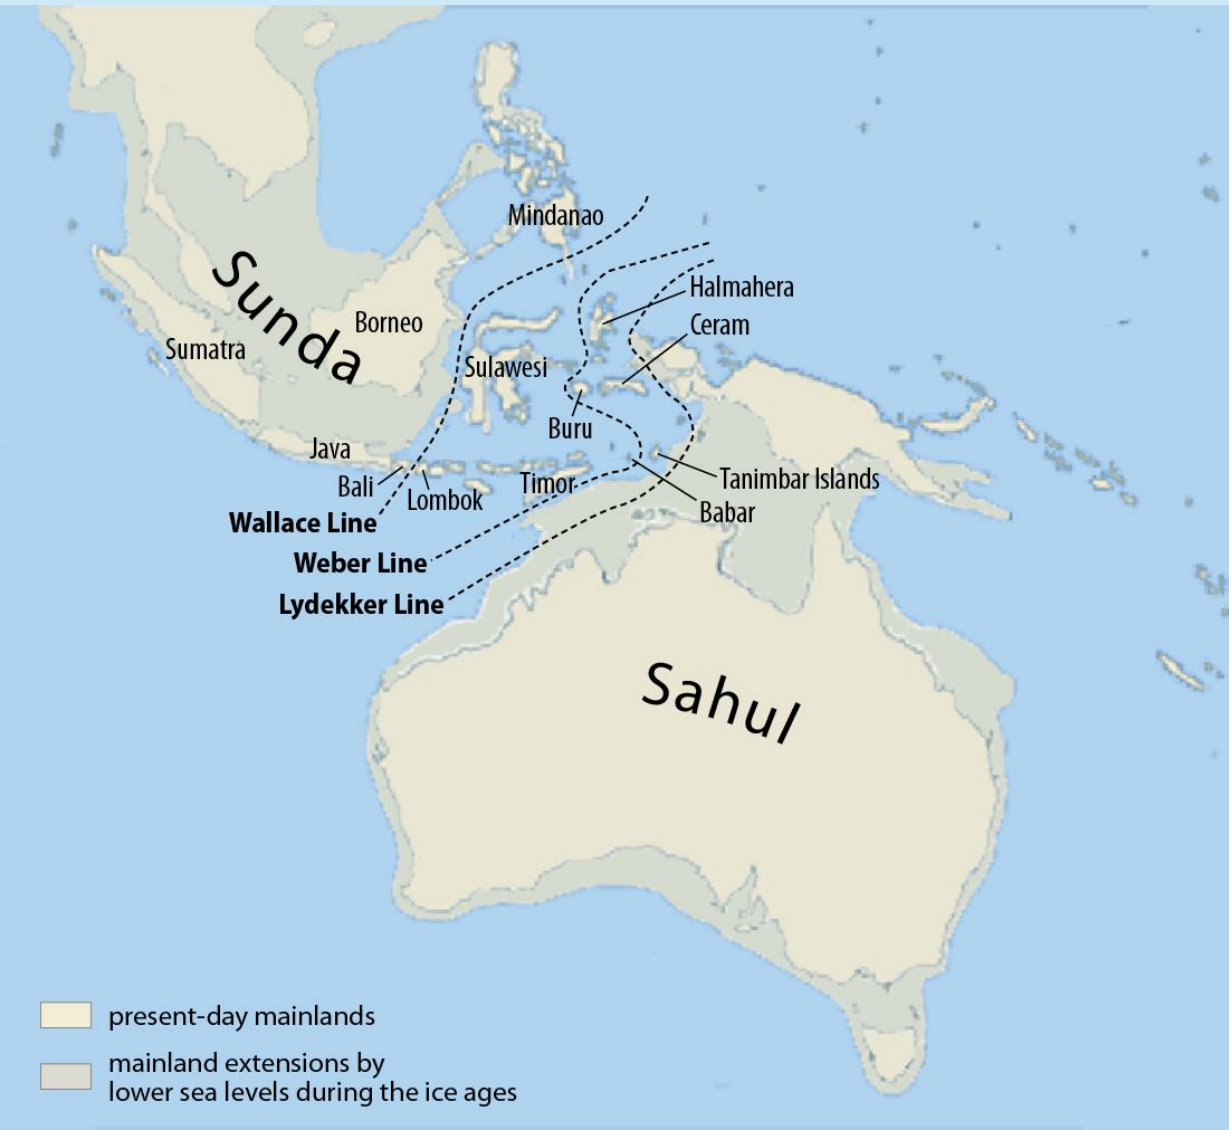 Mindanao
Sunda
Halmahera
Borneo
Ceram
Sumatra
Sulawesi
Buru
Java
Bali
Lombok
Timor
Tanimbar Islands
Babar
Wallace Line
Weber Line
Lydekker Line
Sahul
present-day mainlands
mainland extensions by
lower sea levels during the ice ages